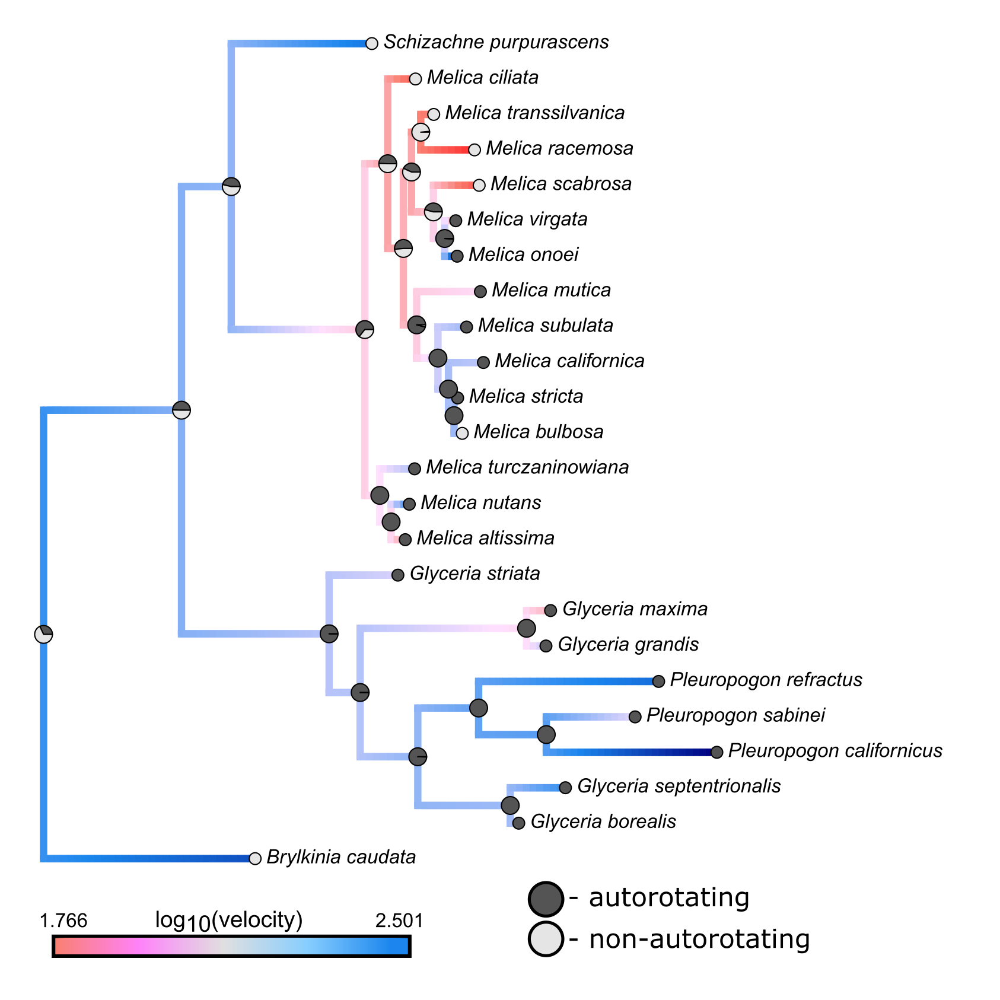 Schizachne purpurascens
Melica ciliata
Melica transsilvanica
Melica racemosa
Melica scabrosa
Melica virgata
Melica onoei
Melica mutica
Melica subulata
Melica californica
Melica stricta
Melica bulbosa
Melica turczaninowiana
Melica nutans
Melica altissima
Glyceria striata
Glyceria maxima
Glyceria grandis
Pleuropogon refractus
Pleuropogon sabinei
Pleuropogon californicus
Glyceria septentrionalis
Glyceria borealis
Brylkinia caudata
1.766 log10(velocity) 2.501
- autorotating
- non-autorotating